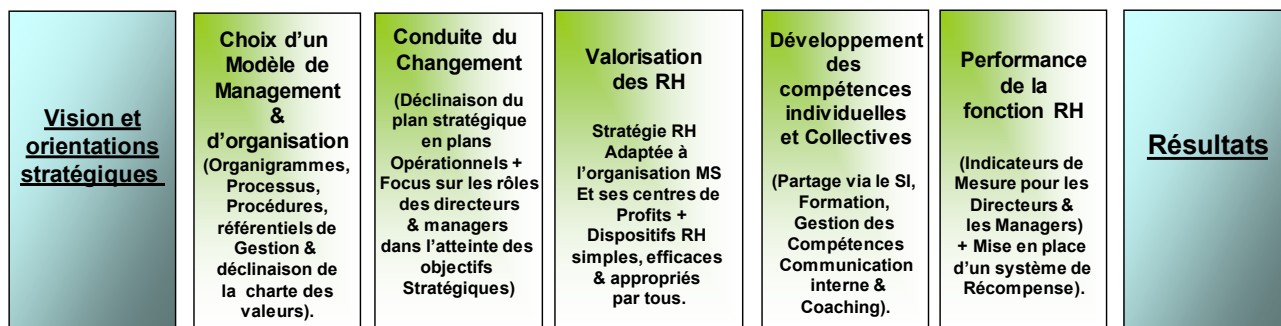 Vision et
orientations
stratégiques
Choix d’un
Modèle de
Management
&
d’organisation
(Organigrammes,
Processus,
Procédures,
référentiels de
Gestion &
déclinaison de
la charte des
valeurs).
Conduite du
Changement
(Déclinaison du
plan stratégique
en plans
Opérationnels +
Focus sur les rôles
des directeurs
& managers
dans l’atteinte des
objectifs
Stratégiques)
Valorisation
des RH
Stratégie RH
Adaptée à
l’organisation MS
Et ses centres de
Profits +
Dispositifs RH
simples, efficaces
& appropriés
par tous.
Développement
des
compétences
individuelles
et Collectives
(Partage via le SI,
Formation,
Gestion des
Compétences
Communication
interne &
Coaching).
Performance
de la
fonction RH
(Indicateurs de
Mesure pour les
Directeurs &
les Managers)
+ Mise en place
d’un système de
Récompense).
Résultats